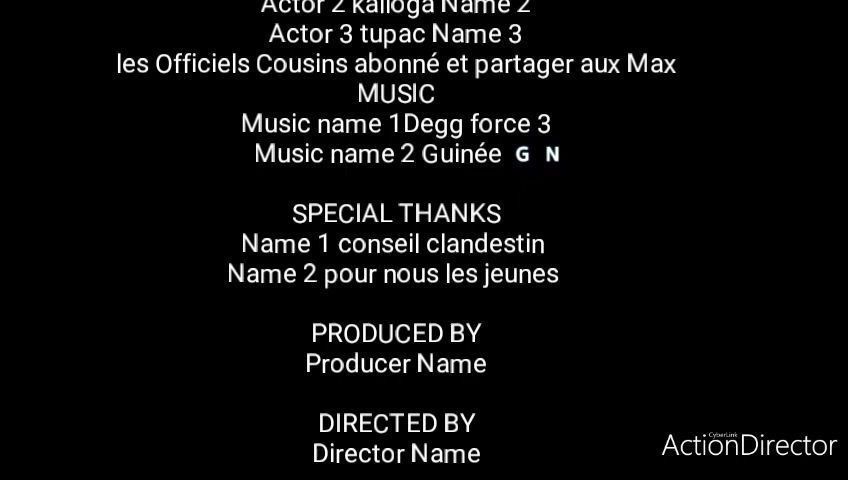 Actor 2 kalloga Name 2
Actor 3 tupac Name 3
les Officiels Cousins abonné et partager aux Max
MUSIC
Music name 1Degg force 3
Music name 2 Guinée G N
SPECIAL THANKS
Name 1 conseil clandestin
Name 2 pour nous les jeunes
PRODUCED BY
Producer Name
DIRECTED BY
Director Name
CyberLink
ActionDirector